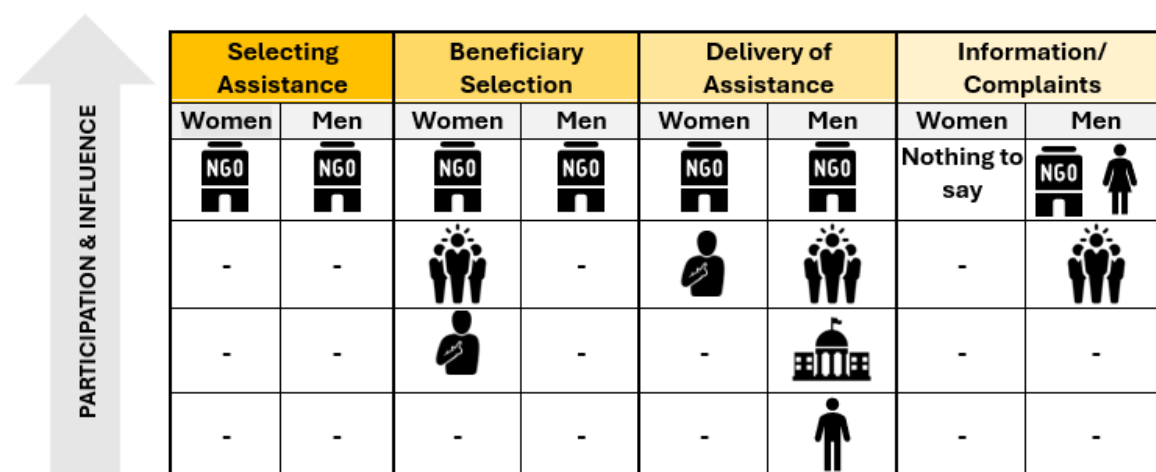 Selecting Assistance
Beneficiary Selection
Delivery of Assistance
Information/ Complaints
Women Men Women Men Women Men Women Men
NGO NGO NGO NGO NGO NGO Nothing to say NGO
- - - -
- - - - - -
- - - - - - -
PARTICIPATION & INFLUENCE